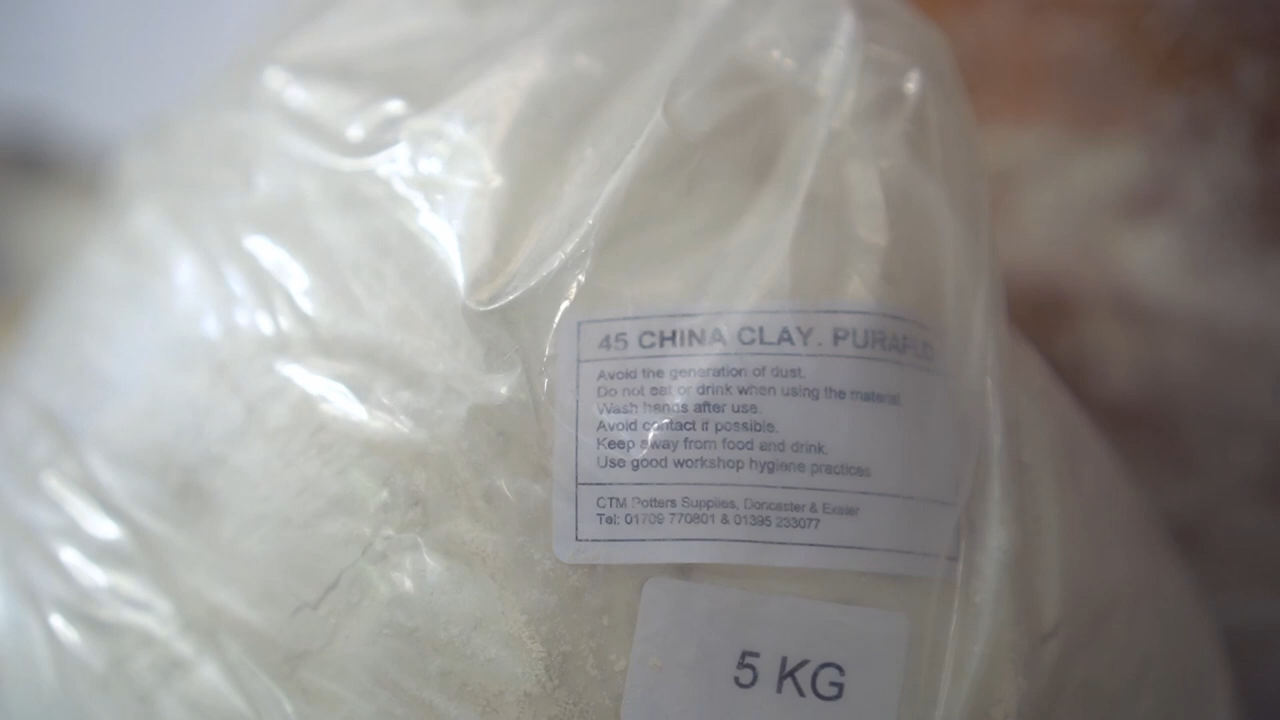 45 CHINA CLAY. PURAFLO
Avoid the generation of dust.
Do not eat or drink when using the material
Wash hands after use.
Avoid contact if possible.
Keep away from food and drink.
Use good workshop hygiene practices
CTM Potters Supplies, Doncaster & Exeter
Tel: 01709 770801 & 01395 233077
5 KG